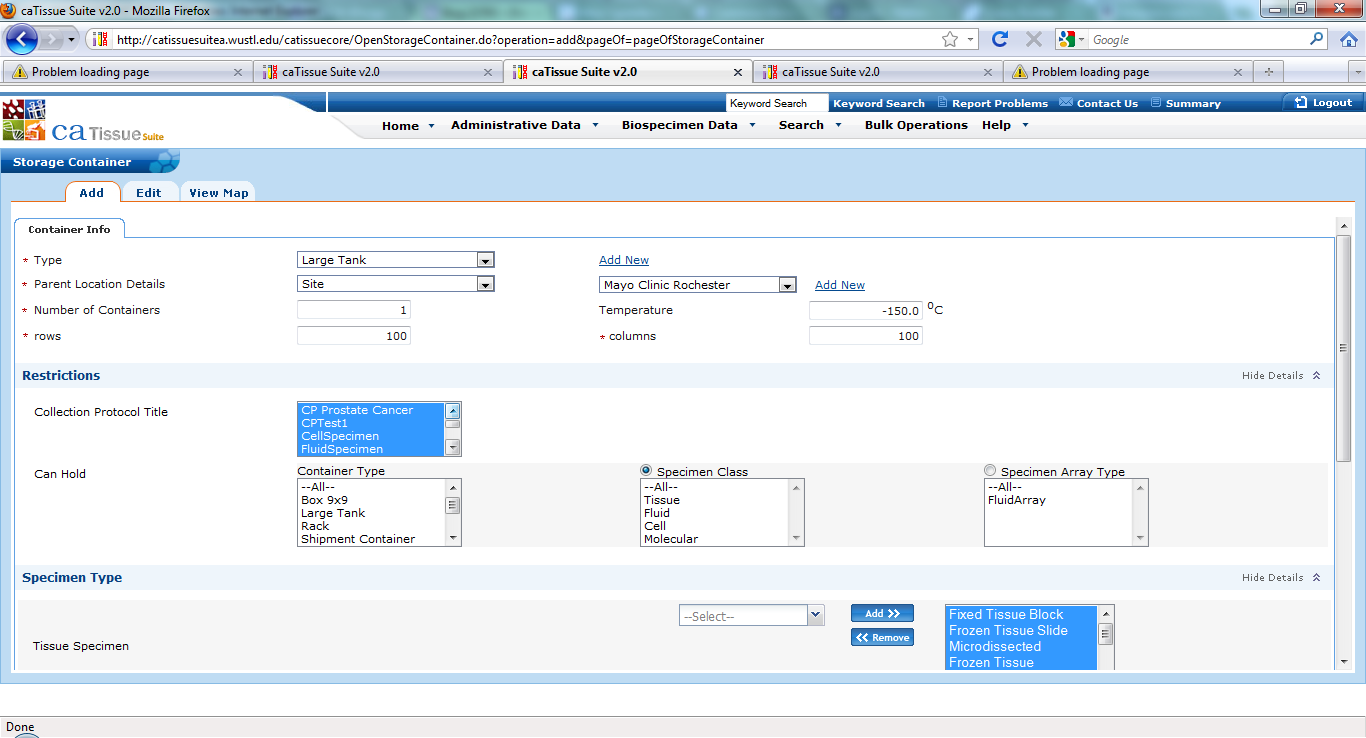 caTissue Suite v2.0 - Mozilla Firefox
http://catissuesuitea.wustl.edu/catissuecore/OpenStorageContainer.do?operation=add&pageOf=pageOfStorageContainer
Google
Problem loading page
caTissue Suite v2.0
caTissue Suite v2.0
caTissue Suite v2.0
Problem loading page
Keyword Search
Keyword Search
Report Problems
Contact Us
Summary
Logout
ca Tissue Suite
Home
Administrative Data
Biospecimen Data
Search
Bulk Operations
Help
Storage Container
Add
Edit
View Map
Container Info
* Type
Large Tank
Add New
* Parent Location Details
Site
Mayo Clinic Rochester
Add New
* Number of Containers
1
Temperature
-150.0
0C
* rows
100
* columns
100
Restrictions
Hide Details
Collection Protocol Title
CP Prostate Cancer
CPTest1
CellSpecimen
FluidSpecimen
Can Hold
Container Type
--All--
Box 9x9
Large Tank
Rack
Shipment Container
Specimen Class
--All--
Tissue
Fluid
Cell
Molecular
Specimen Array Type
--All--
FluidArray
Specimen Type
Hide Details
Tissue Specimen
--Select--
Add >>
<< Remove
Fixed Tissue Block
Frozen Tissue Slide
Microdissected
Frozen Tissue
Done